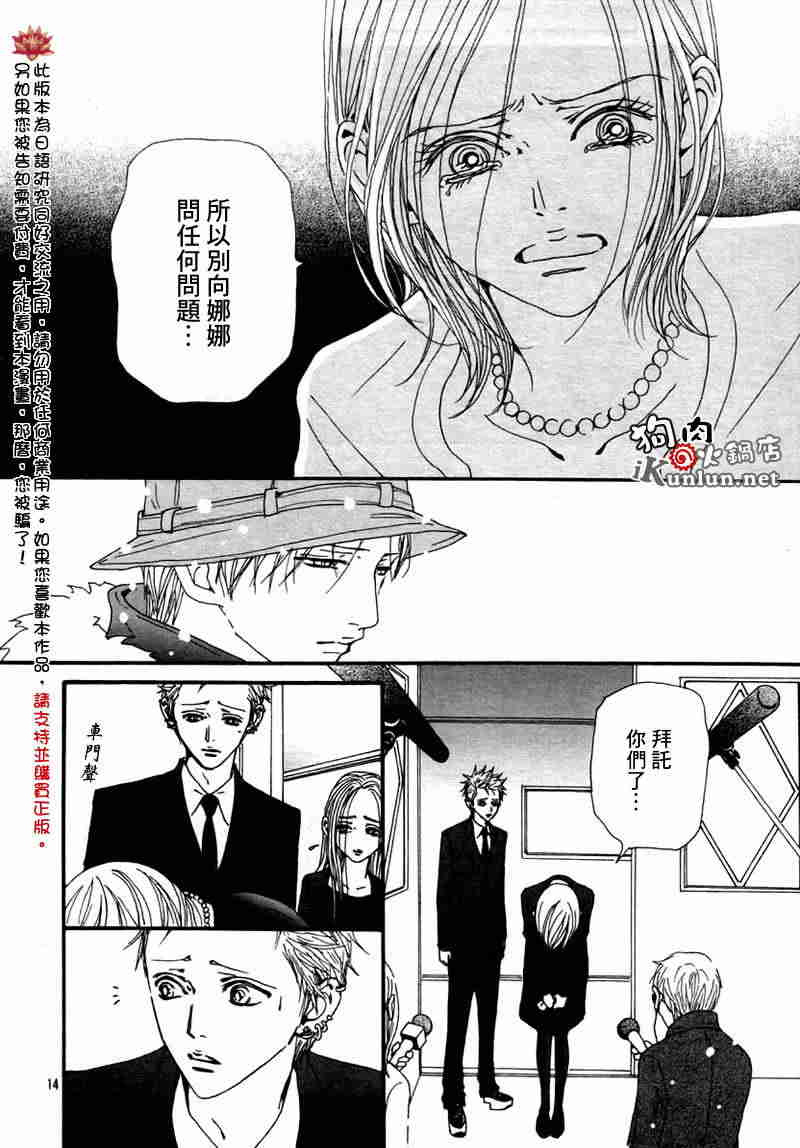 所以別向娜娜
問任何問題…
狗肉
火鍋店
iKunlun.net
拜託
你們了…
車門聲
14
此版本為日語研究同好交流之用，請勿用於任何商業用途。如果您喜歡本作品，請支持並購買正版。
另如果您被告知需要付費，才能看到本漫畫，那麼，您被騙了！